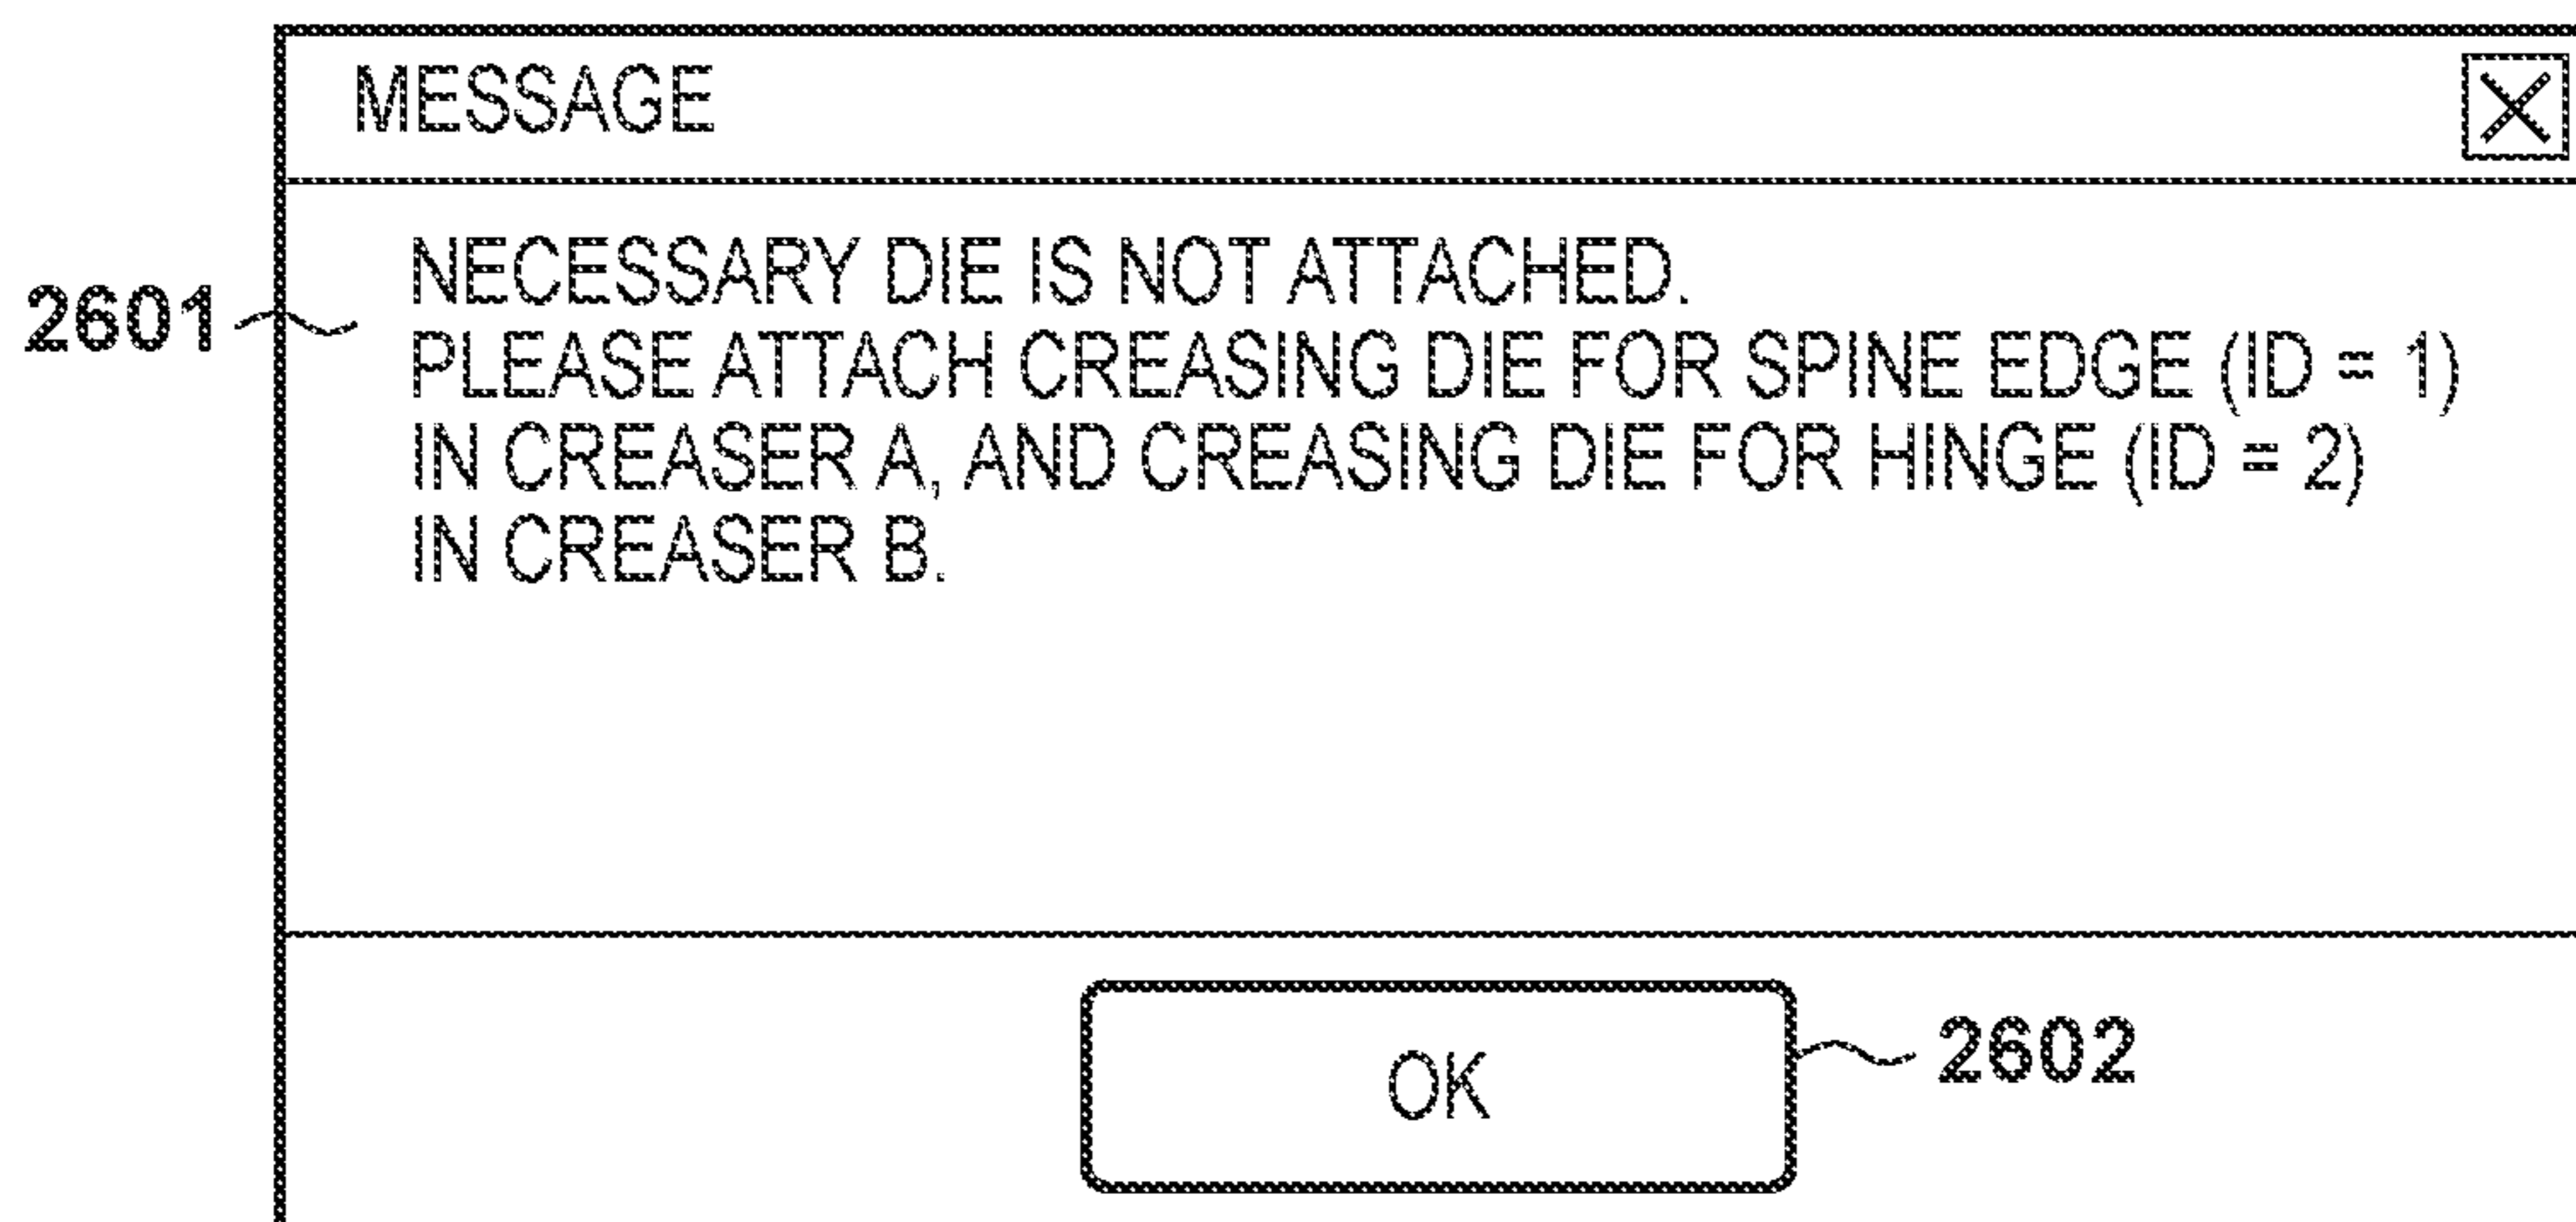 MESSAGE
2601
NECESSARY DIE IS NOT ATTACHED.
PLEASE ATTACH CREASING DIE FOR SPINE EDGE (ID = 1)
IN CREASER A, AND CREASING DIE FOR HINGE (ID = 2)
IN CREASER B.
OK
2602